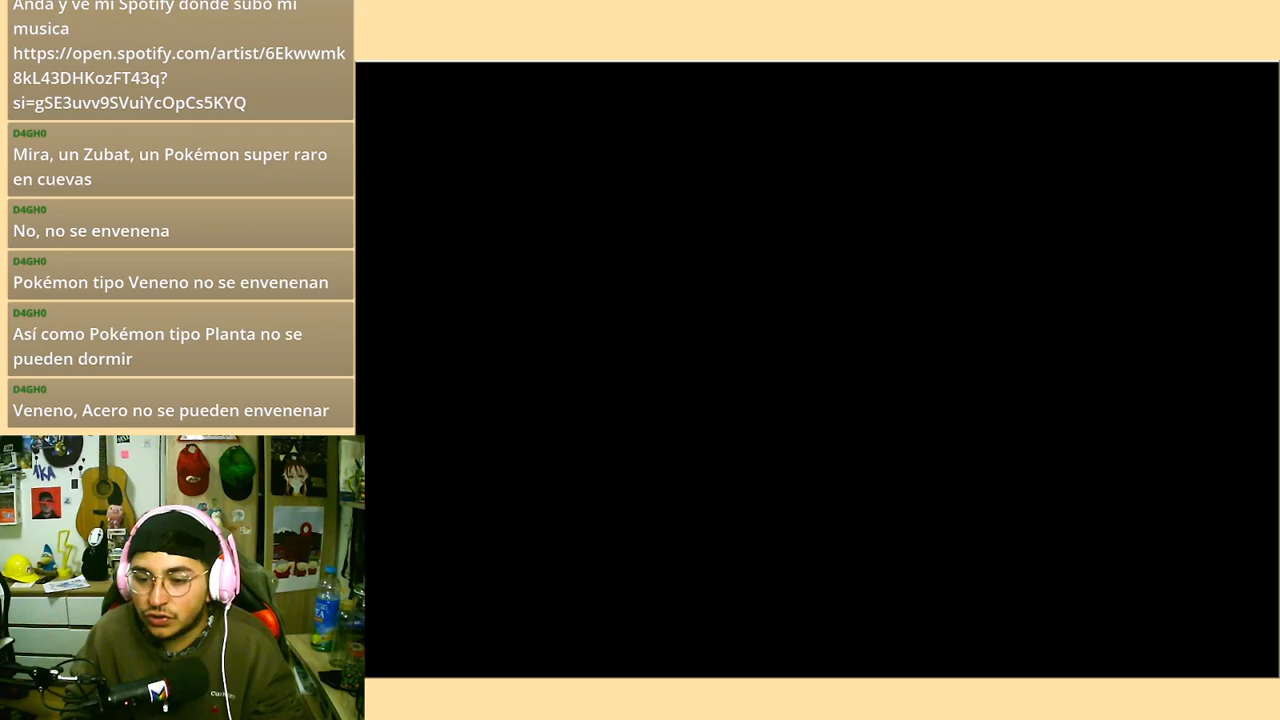 Anda y ve mi Spotify donde subo mi
musica
https://open.spotify.com/artist/6Ekwwmk
8kL43DHKozFT43q?
si=gSE3uvv9SVuiYcOpCs5KYQ
D4GH0
Mira, un Zubat, un Pokémon super raro
en cuevas
D4GH0
No, no se envenena
D4GH0
Pokémon tipo Veneno no se envenenan
D4GH0
Así como Pokémon tipo Planta no se
pueden dormir
D4GH0
Veneno, Acero no se pueden envenenar